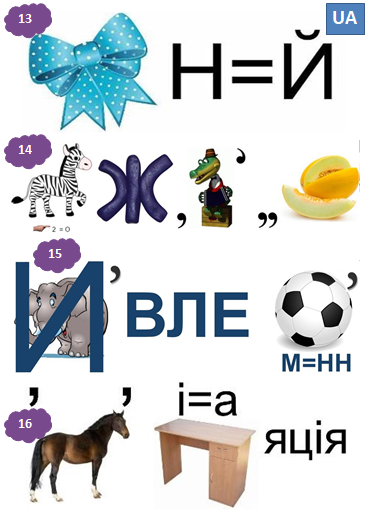 13
UA
Н=Й
14
Ж , ’ „
2 = О
15
И ’ ВЛЕ ’
М=НН
, ,
і=а
16
яція